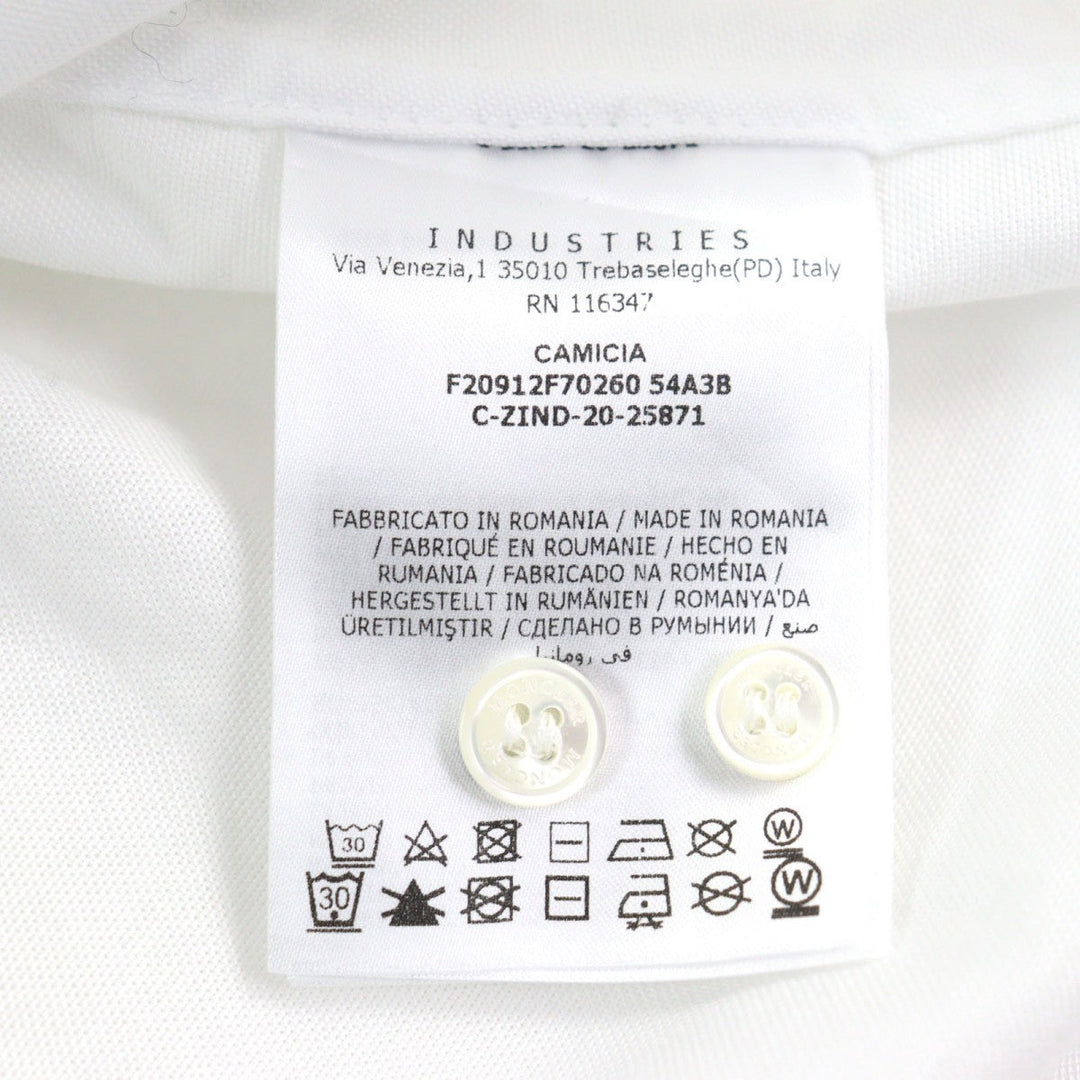 INDUSTRIES
Via Venezia,1 35010 Trebaseleghe(PD) Italy
RN 116347
CAMICIA
F20912F70260 54A3B
C-ZIND-20-25871
FABBRICATO IN ROMANIA / MADE IN ROMANIA
/ FABRIQUÉ EN ROUMANIE / HECHO EN
RUMANIA / FABRICADO NA ROMÉNIA /
HERGESTELLT IN RUMÄNIEN / ROMANYA'DA
ÜRETILMIŞTIR / СДЕЛАНО В РУМЫНИИ / صنع
في رومانيا
MONCLER
MONCLER
30 W
30 W